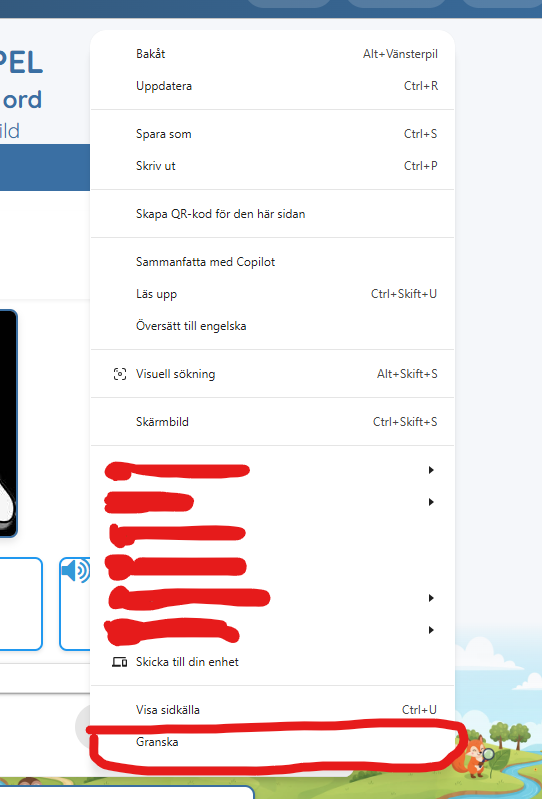 PEL
ord
ild
Bakåt Alt+Vänsterpil
Uppdatera Ctrl+R
Spara som Ctrl+S
Skriv ut Ctrl+P
Skapa QR-kod för den här sidan
Sammanfatta med Copilot
Läs upp Ctrl+Skift+U
Översätt till engelska
Visuell sökning Alt+Skift+S
Skärmbild Ctrl+Skift+S
Skicka till din enhet
Visa sidkälla Ctrl+U
Granska